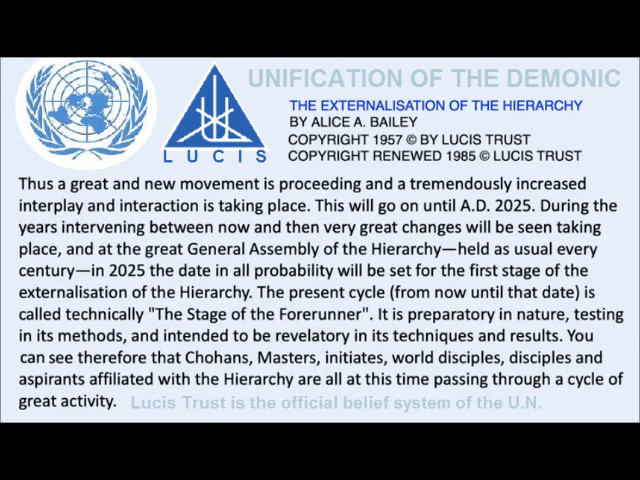 UNIFICATION OF THE DEMONIC
THE EXTERNALISATION OF THE HIERARCHY
BY ALICE A. BAILEY
COPYRIGHT 1957 © BY LUCIS TRUST
COPYRIGHT RENEWED 1985 © LUCIS TRUST
LUCIS
Thus a great and new movement is proceeding and a tremendously increased
interplay and interaction is taking place. This will go on until A.D. 2025. During the
years intervening between now and then very great changes will be seen taking
place, and at the great General Assembly of the Hierarchy—held as usual every
century—in 2025 the date in all probability will be set for the first stage of the
externalisation of the Hierarchy. The present cycle (from now until that date) is
called technically "The Stage of the Forerunner". It is preparatory in nature, testing
in its methods, and intended to be revelatory in its techniques and results. You
can see therefore that Chohans, Masters, initiates, world disciples, disciples and
aspirants affiliated with the Hierarchy are all at this time passing through a cycle of
great activity. Lucis Trust is the official belief system of the U.N.